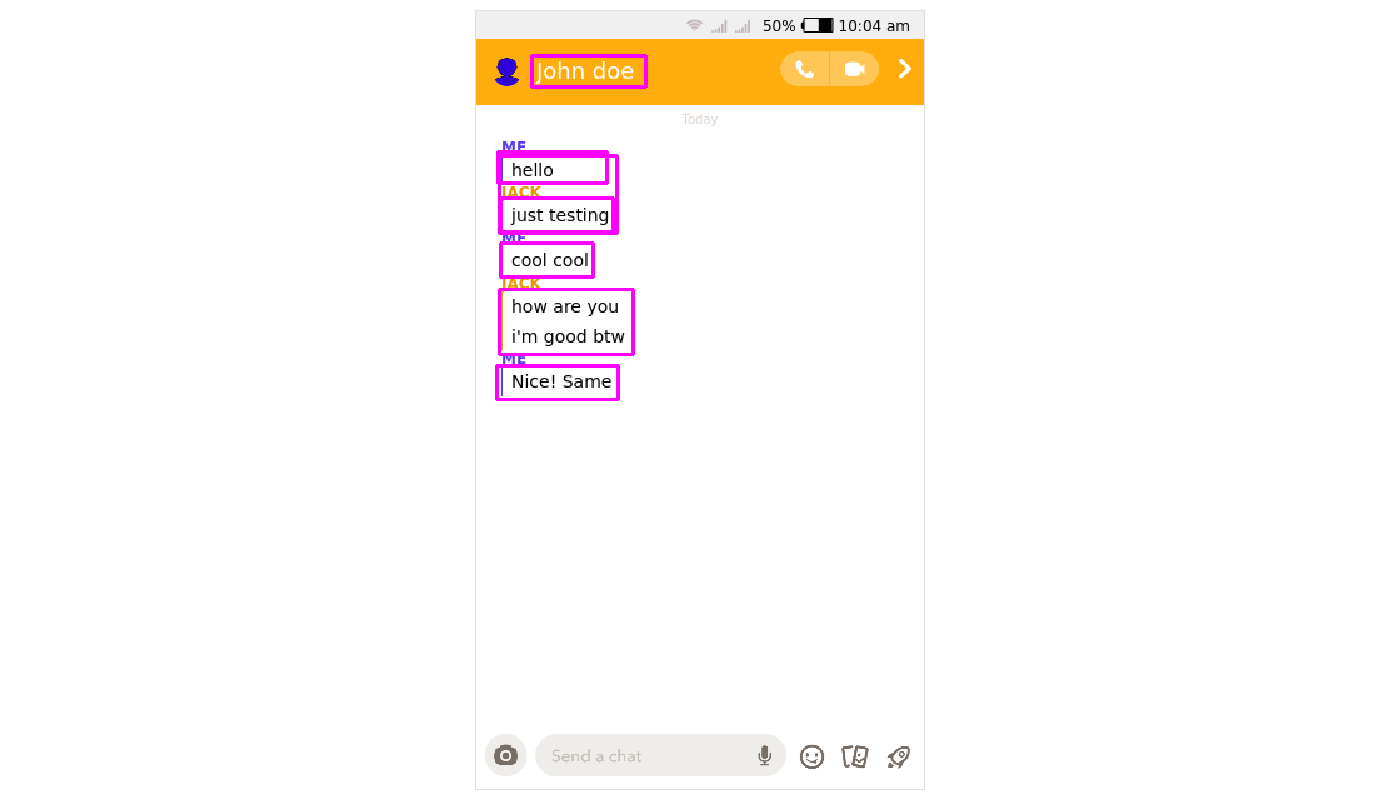 50% 10:04 am
John doe
Today
ME
hello
JACK
just testing
ME
cool cool
JACK
how are you
i'm good btw
ME
Nice! Same
Send a chat